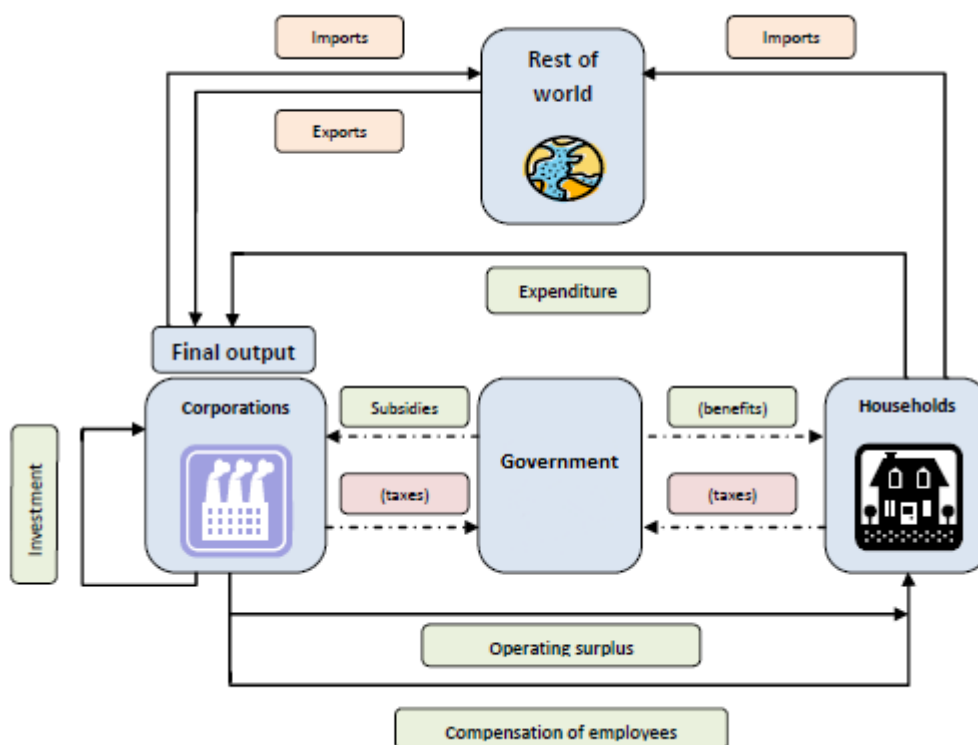 Imports
Imports
Rest of
world
Exports
Expenditure
Final output
Corporations
Subsidies
(benefits)
Households
Government
Investment
(taxes)
(taxes)
Operating surplus
Compensation of employees